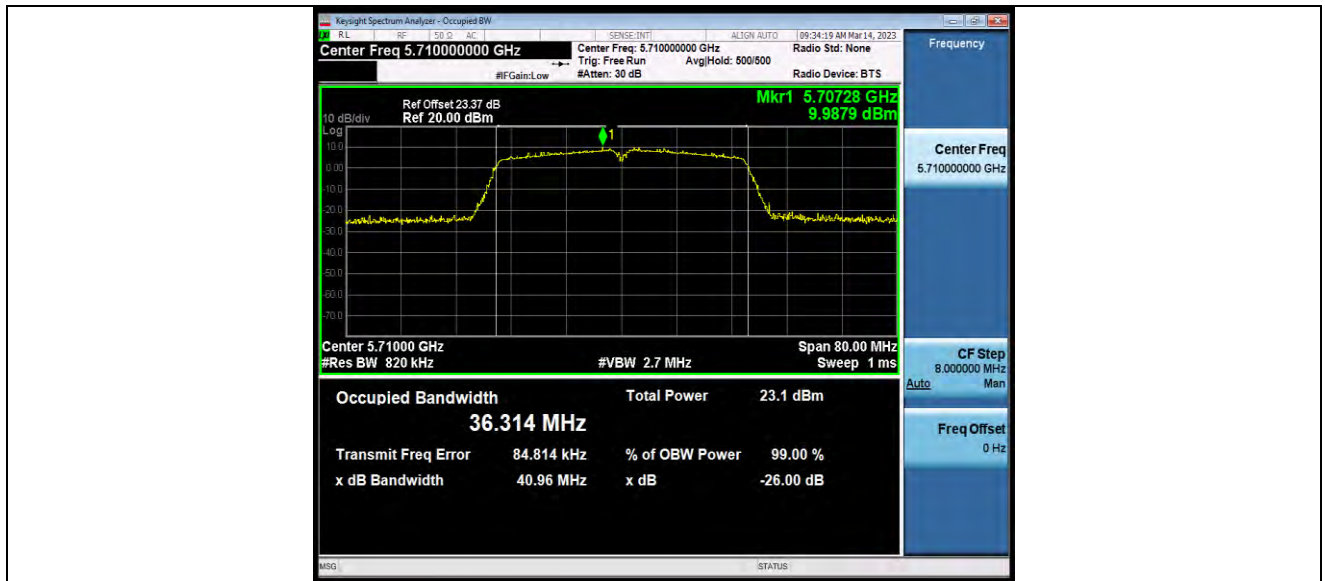 Keysight Spectrum Analyzer - Occupied BW
RL RF 50 Ω AC SENSE:INT ALIGN AUTO 09:34:19 AM Mar 14, 2023
Center Freq 5.710000000 GHz
Center Freq: 5.710000000 GHz
Radio Std: None
Trig: Free Run Avg|Hold: 500/500
#IFGain:Low
#Atten: 30 dB
Radio Device: BTS
Frequency
Mkr1 5.70728 GHz
9.9879 dBm
Ref Offset 23.37 dB
10 dB/div Ref 20.00 dBm
Log
1
10.0
0.00
-10.0
-20.0
-30.0
-40.0
-50.0
-60.0
-70.0
Center Freq
5.710000000 GHz
Center 5.71000 GHz Span 80.00 MHz
#Res BW 820 kHz #VBW 2.7 MHz Sweep 1 ms
CF Step
8.000000 MHz
Auto Man
Freq Offset
0 Hz
Occupied Bandwidth Total Power 23.1 dBm
36.314 MHz
Transmit Freq Error 84.814 kHz % of OBW Power 99.00 %
x dB Bandwidth 40.96 MHz x dB -26.00 dB
MSG STATUS